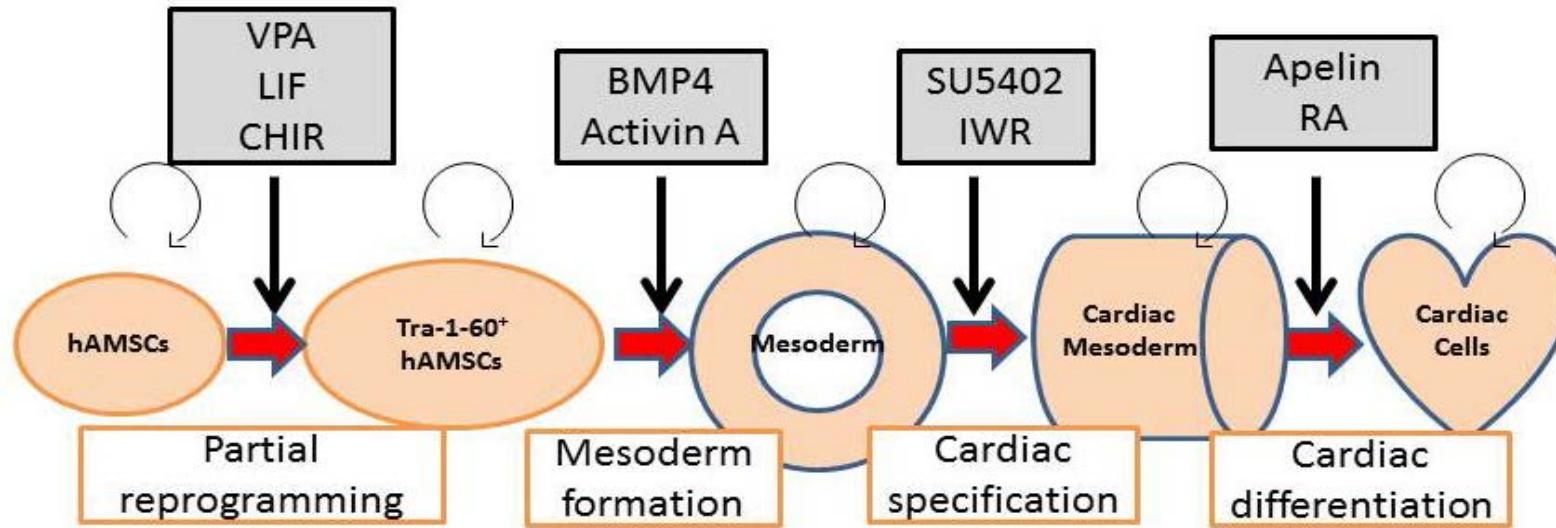 VPA
LIF
CHIR
BMP4
Activin A
SU5402
IWR
Apelin
RA
hAMSCs
Tra-1-60⁺
hAMSCs
Mesoderm
Cardiac
Mesoderm
Cardiac
Cells
Partial
reprogramming
Mesoderm
formation
Cardiac
specification
Cardiac
differentiation